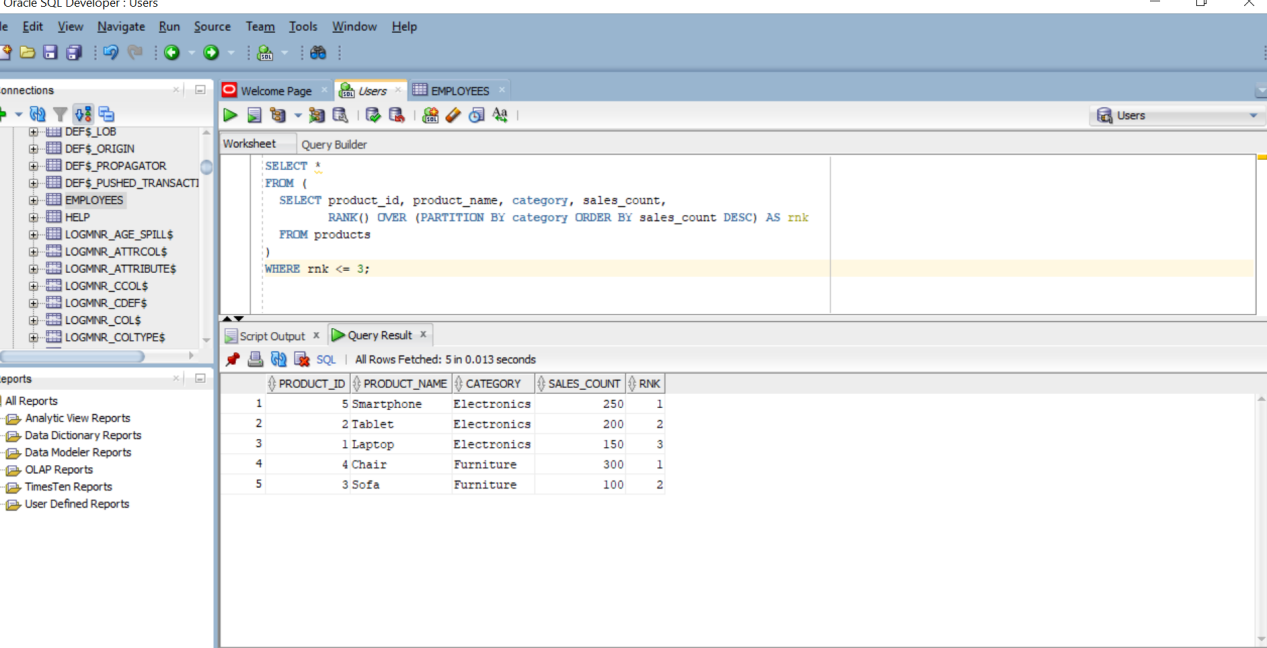 Oracle SQL Developer : Users
le Edit View Navigate Run Source Team Tools Window Help
onnections
DEF$_LOB
DEF$_ORIGIN
DEF$_PROPAGATOR
DEF$_PUSHED_TRANSACTI
EMPLOYEES
HELP
LOGMNR_AGE_SPILL$
LOGMNR_ATTRCOL$
LOGMNR_ATTRIBUTE$
LOGMNR_CCOL$
LOGMNR_CDEF$
LOGMNR_COL$
LOGMNR_COLTYPE$
eports
All Reports
Analytic View Reports
Data Dictionary Reports
Data Modeler Reports
OLAP Reports
TimesTen Reports
User Defined Reports
Welcome Page Users EMPLOYEES
Aa
Users
Worksheet Query Builder
SELECT *
FROM (
SELECT product_id, product_name, category, sales_count,
RANK() OVER (PARTITION BY category ORDER BY sales_count DESC) AS rnk
FROM products
)
WHERE rnk <= 3;
Script Output x Query Result x
SQL | All Rows Fetched: 5 in 0.013 seconds
PRODUCT_ID PRODUCT_NAME CATEGORY SALES_COUNT RNK
1 5 Smartphone Electronics 250 1
2 2 Tablet Electronics 200 2
3 1 Laptop Electronics 150 3
4 4 Chair Furniture 300 1
5 3 Sofa Furniture 100 2